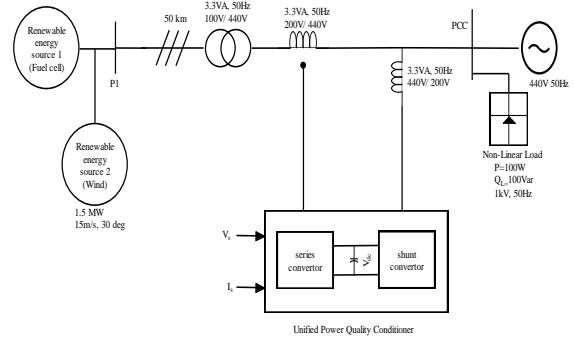 Renewable
energy
source 1
(Fuel cell)
P1
50 km
3.3VA, 50Hz
100V/ 440V
3.3VA, 50Hz
200V/ 440V
3.3VA, 50Hz
440V/ 200V
PCC
440V 50Hz
Renewable
energy
source 2
(Wind)
1.5 MW
15m/s, 30 deg
Non-Linear Load
P=100W
QL=100Var
1kV, 50Hz
Vs
Is
series
convertor
Vdc
shunt
convertor
Unified Power Quality Conditioner